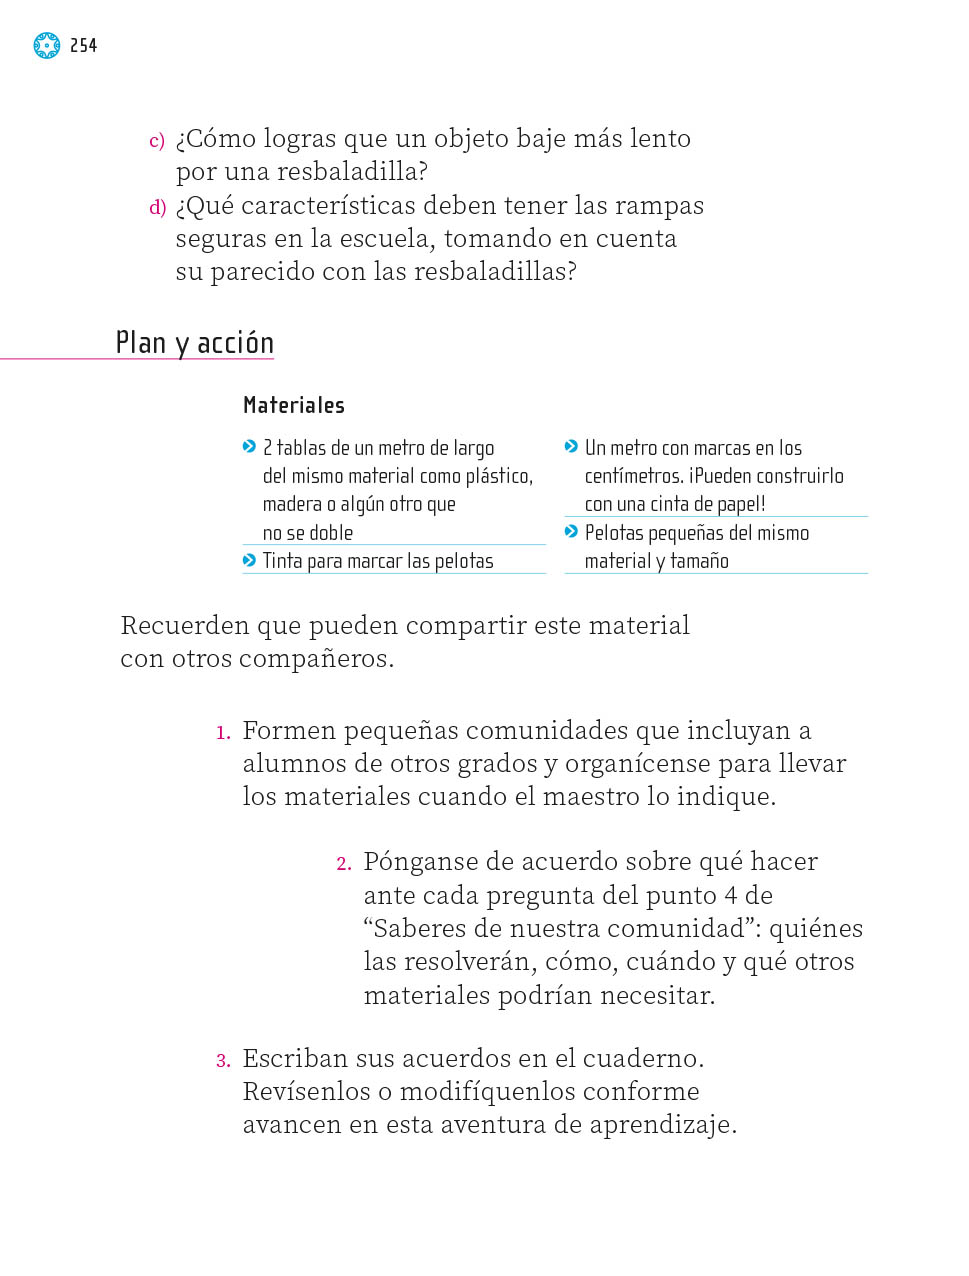 254
c) ¿Cómo logras que un objeto baje más lento
por una resbaladilla?
d) ¿Qué características deben tener las rampas
seguras en la escuela, tomando en cuenta
su parecido con las resbaladillas?
Plan y acción
Materiales
2 tablas de un metro de largo
del mismo material como plástico,
madera o algún otro que
no se doble
Tinta para marcar las pelotas
Un metro con marcas en los
centímetros. ¡Pueden construirlo
con una cinta de papel!
Pelotas pequeñas del mismo
material y tamaño
Recuerden que pueden compartir este material
con otros compañeros.
1. Formen pequeñas comunidades que incluyan a
alumnos de otros grados y organícense para llevar
los materiales cuando el maestro lo indique.
2. Pónganse de acuerdo sobre qué hacer
ante cada pregunta del punto 4 de
“Saberes de nuestra comunidad”: quiénes
las resolverán, cómo, cuándo y qué otros
materiales podrían necesitar.
3. Escriban sus acuerdos en el cuaderno.
Revísenlos o modifíquenlos conforme
avancen en esta aventura de aprendizaje.